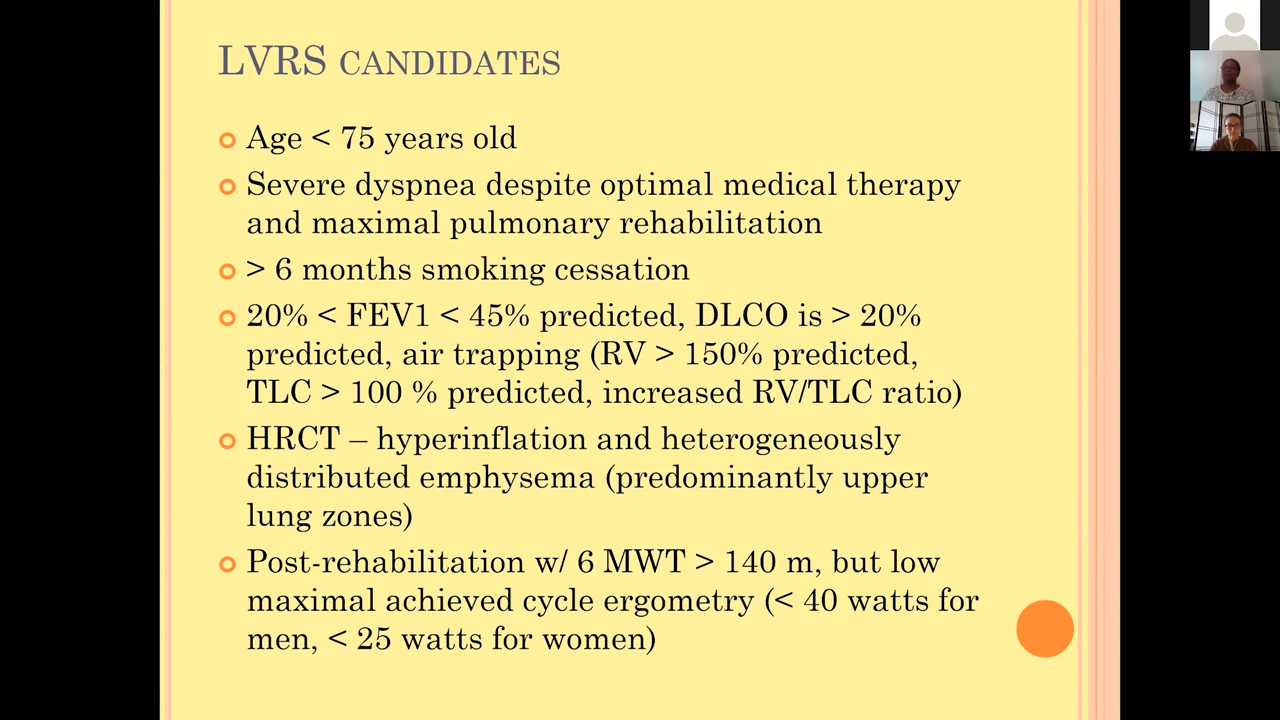 LVRS CANDIDATES
Age < 75 years old
Severe dyspnea despite optimal medical therapy
and maximal pulmonary rehabilitation
> 6 months smoking cessation
20% < FEV1 < 45% predicted, DLCO is > 20%
predicted, air trapping (RV > 150% predicted,
TLC > 100 % predicted, increased RV/TLC ratio)
HRCT – hyperinflation and heterogeneously
distributed emphysema (predominantly upper
lung zones)
Post-rehabilitation w/ 6 MWT > 140 m, but low
maximal achieved cycle ergometry (< 40 watts for
men, < 25 watts for women)